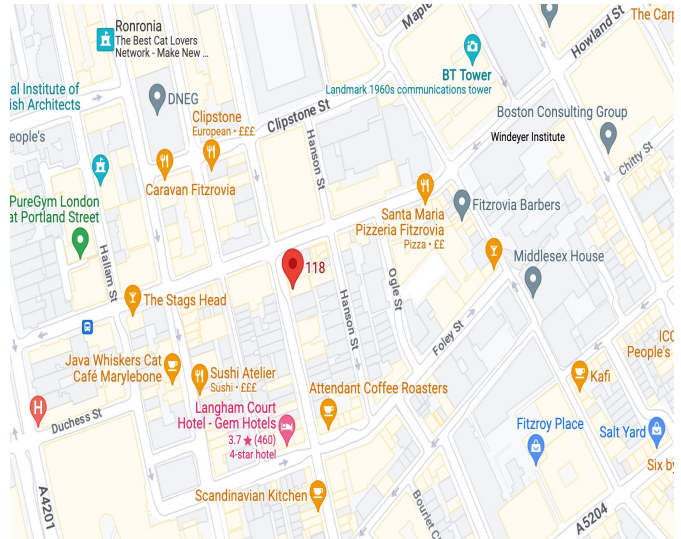 Ronronia
The Best Cat Lovers
Network - Make New ...
Maple
Howland St
The Carp
BT Tower
Landmark 1960s communications tower
al Institute of
ish Architects
DNEG
Clipstone St
Boston Consulting Group
Clipstone
European • £££
eople's
Hanson St
Windeyer Institute
Chitty St
Caravan Fitzrovia
PureGym London
at Portland Street
Santa Maria
Pizzeria Fitzrovia
Pizza • ££
Fitzrovia Barbers
Hallam St
118
Middlesex House
Ogle St
The Stags Head
Hanson St
Foley St
ICC
People's
Java Whiskers Cat
Café Marylebone
Sushi Atelier
Sushi • £££
Kafi
Attendant Coffee Roasters
H
Duchess St
Langham Court
Hotel - Gem Hotels
3.7 ★ (460)
4-star hotel
Fitzroy Place
Salt Yard
Six by
A4201
Scandinavian Kitchen
Bourlet C
A5204